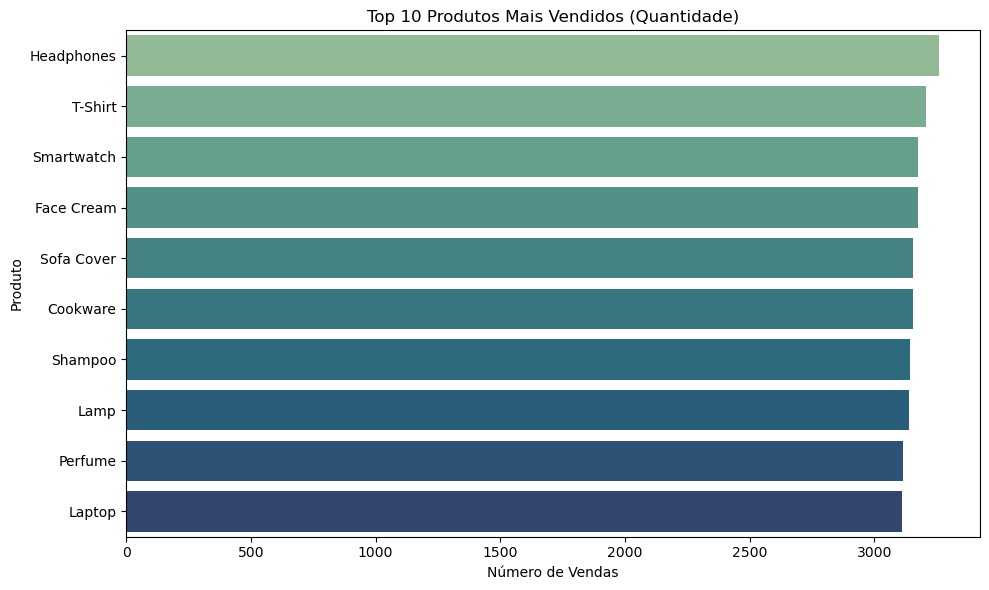 Top 10 Produtos Mais Vendidos (Quantidade)
Produto
Headphones
T-Shirt
Smartwatch
Face Cream
Sofa Cover
Cookware
Shampoo
Lamp
Perfume
Laptop
0 500 1000 1500 2000 2500 3000
Número de Vendas